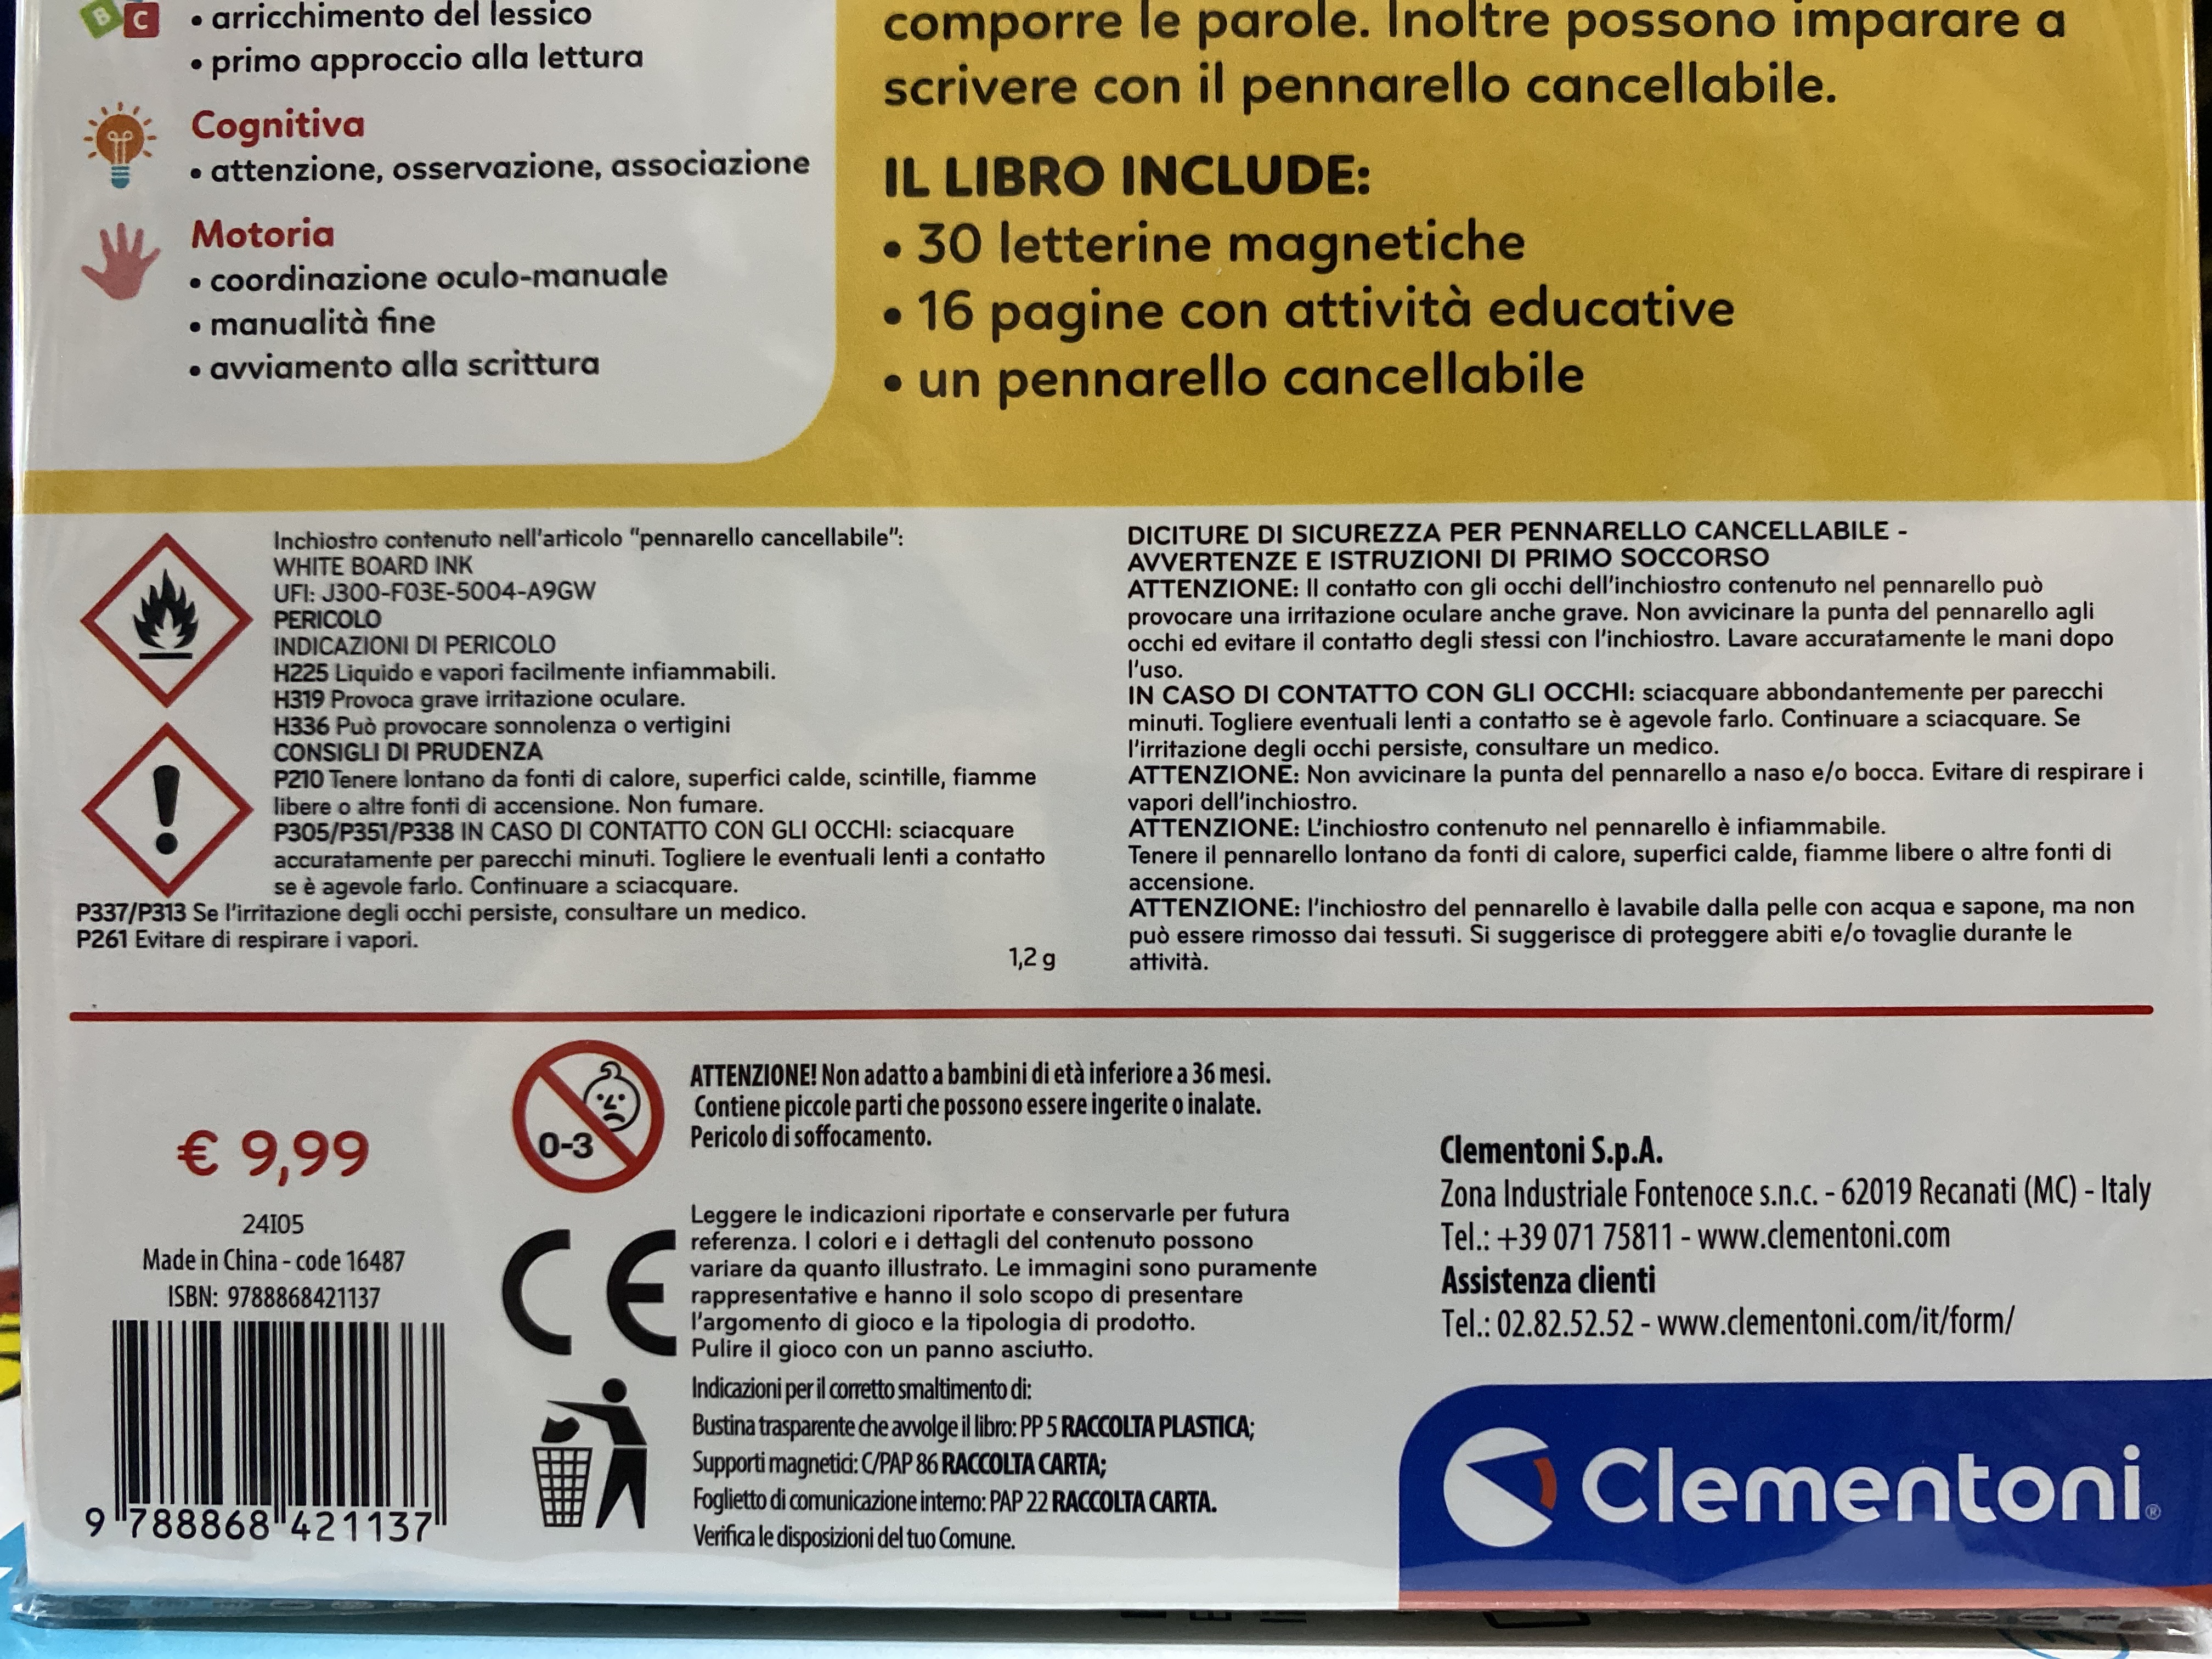 B C
• arricchimento del lessico
• primo approccio alla lettura
Cognitiva
• attenzione, osservazione, associazione
Motoria
• coordinazione oculo-manuale
• manualità fine
• avviamento alla scrittura
comporre le parole. Inoltre possono imparare a
scrivere con il pennarello cancellabile.
IL LIBRO INCLUDE:
• 30 letterine magnetiche
• 16 pagine con attività educative
• un pennarello cancellabile
Inchiostro contenuto nell'articolo "pennarello cancellabile":
WHITE BOARD INK
UFI: J300-F03E-5004-A9GW
PERICOLO
INDICAZIONI DI PERICOLO
H225 Liquido e vapori facilmente infiammabili.
H319 Provoca grave irritazione oculare.
H336 Può provocare sonnolenza o vertigini
CONSIGLI DI PRUDENZA
P210 Tenere lontano da fonti di calore, superfici calde, scintille, fiamme
libere o altre fonti di accensione. Non fumare.
P305/P351/P338 IN CASO DI CONTATTO CON GLI OCCHI: sciacquare
accuratamente per parecchi minuti. Togliere le eventuali lenti a contatto
se è agevole farlo. Continuare a sciacquare.
P337/P313 Se l'irritazione degli occhi persiste, consultare un medico.
P261 Evitare di respirare i vapori.
1,2 g
DICITURE DI SICUREZZA PER PENNARELLO CANCELLABILE -
AVVERTENZE E ISTRUZIONI DI PRIMO SOCCORSO
ATTENZIONE: Il contatto con gli occhi dell'inchiostro contenuto nel pennarello può
provocare una irritazione oculare anche grave. Non avvicinare la punta del pennarello agli
occhi ed evitare il contatto degli stessi con l'inchiostro. Lavare accuratamente le mani dopo
l'uso.
IN CASO DI CONTATTO CON GLI OCCHI: sciacquare abbondantemente per parecchi
minuti. Togliere eventuali lenti a contatto se è agevole farlo. Continuare a sciacquare. Se
l'irritazione degli occhi persiste, consultare un medico.
ATTENZIONE: Non avvicinare la punta del pennarello a naso e/o bocca. Evitare di respirare i
vapori dell'inchiostro.
ATTENZIONE: L'inchiostro contenuto nel pennarello è infiammabile.
Tenere il pennarello lontano da fonti di calore, superfici calde, fiamme libere o altre fonti di
accensione.
ATTENZIONE: l'inchiostro del pennarello è lavabile dalla pelle con acqua e sapone, ma non
può essere rimosso dai tessuti. Si suggerisce di proteggere abiti e/o tovaglie durante le
attività.
€ 9,99
24I05
Made in China - code 16487
ISBN: 9788868421137
9 788868 421137
0-3
ATTENZIONE! Non adatto a bambini di età inferiore a 36 mesi.
Contiene piccole parti che possono essere ingerite o inalate.
Pericolo di soffocamento.
CE
Leggere le indicazioni riportate e conservarle per futura
referenza. I colori e i dettagli del contenuto possono
variare da quanto illustrato. Le immagini sono puramente
rappresentative e hanno il solo scopo di presentare
l'argomento di gioco e la tipologia di prodotto.
Pulire il gioco con un panno asciutto.
Indicazioni per il corretto smaltimento di:
Bustina trasparente che avvolge il libro: PP 5 RACCOLTA PLASTICA;
Supporti magnetici: C/PAP 86 RACCOLTA CARTA;
Foglietto di comunicazione interno: PAP 22 RACCOLTA CARTA.
Verifica le disposizioni del tuo Comune.
Clementoni S.p.A.
Zona Industriale Fontenoce s.n.c. - 62019 Recanati (MC) - Italy
Tel.: +39 071 75811 - www.clementoni.com
Assistenza clienti
Tel.: 02.82.52.52 - www.clementoni.com/it/form/
Clementoni®